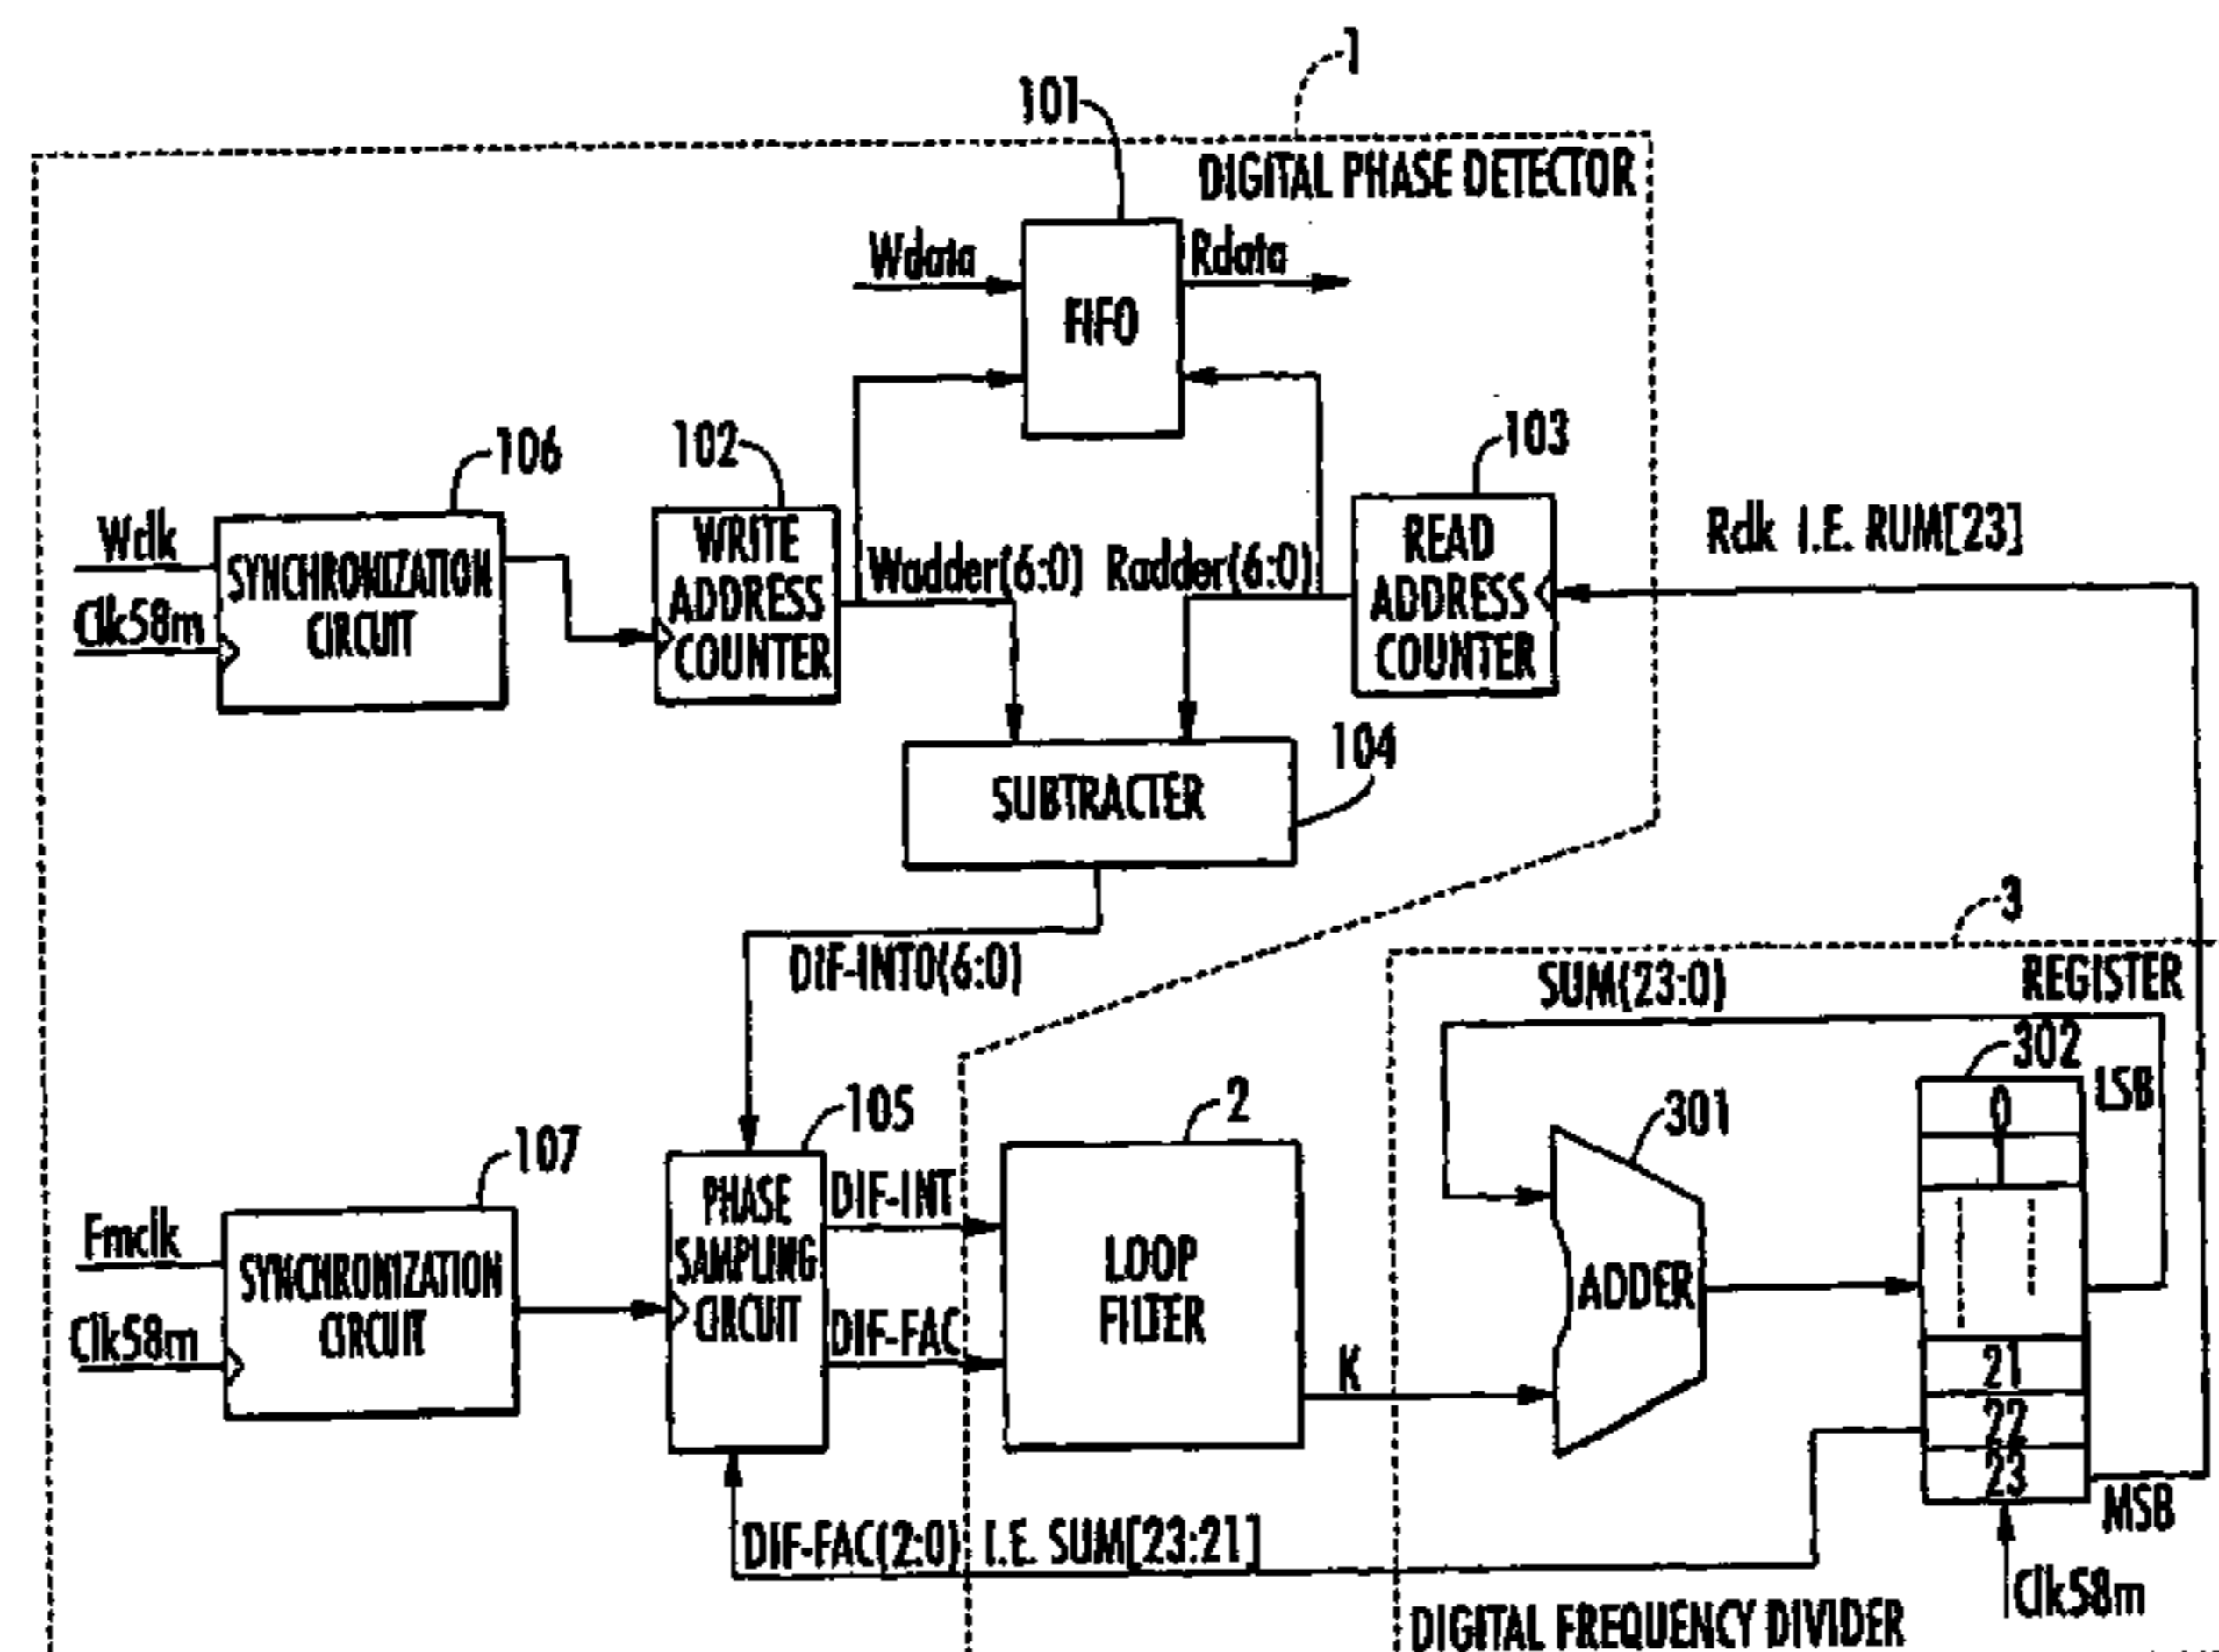 1
101
DIGITAL PHASE DETECTOR
Wdata
Rdata
FIFO
106
102
103
Wclk
Clk58m
SYNCHRONIZATION
CIRCUIT
WRITE
ADDRESS
COUNTER
Wadder(6:0)
Radder(6:0)
READ
ADDRESS
COUNTER
Rdk I.E. RUM[23]
SUBTRACTER
104
DIF-INT0(6:0)
3
SUM(23:0)
REGISTER
302
LSB
0
1
21
22
23
MSB
Clk58m
107
105
2
301
Fmclk
Clk58m
SYNCHRONIZATION
CIRCUIT
PHASE
SAMPLING
CIRCUIT
DIF-INT
DIF-FAC
LOOP
FILTER
K
ADDER
DIF-FAC(2:0) I.E. SUM[23:21]
DIGITAL FREQUENCY DIVIDER